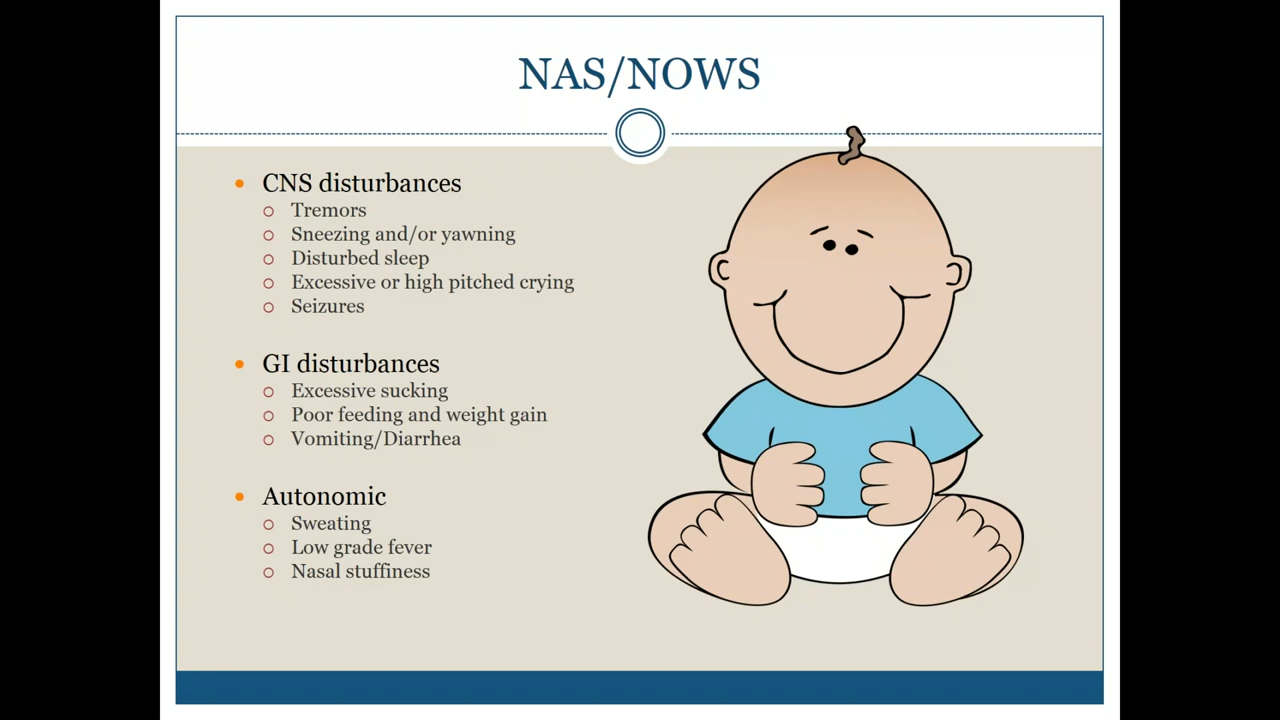 NAS/NOWS
CNS disturbances
Tremors
Sneezing and/or yawning
Disturbed sleep
Excessive or high pitched crying
Seizures
GI disturbances
Excessive sucking
Poor feeding and weight gain
Vomiting/Diarrhea
Autonomic
Sweating
Low grade fever
Nasal stuffiness